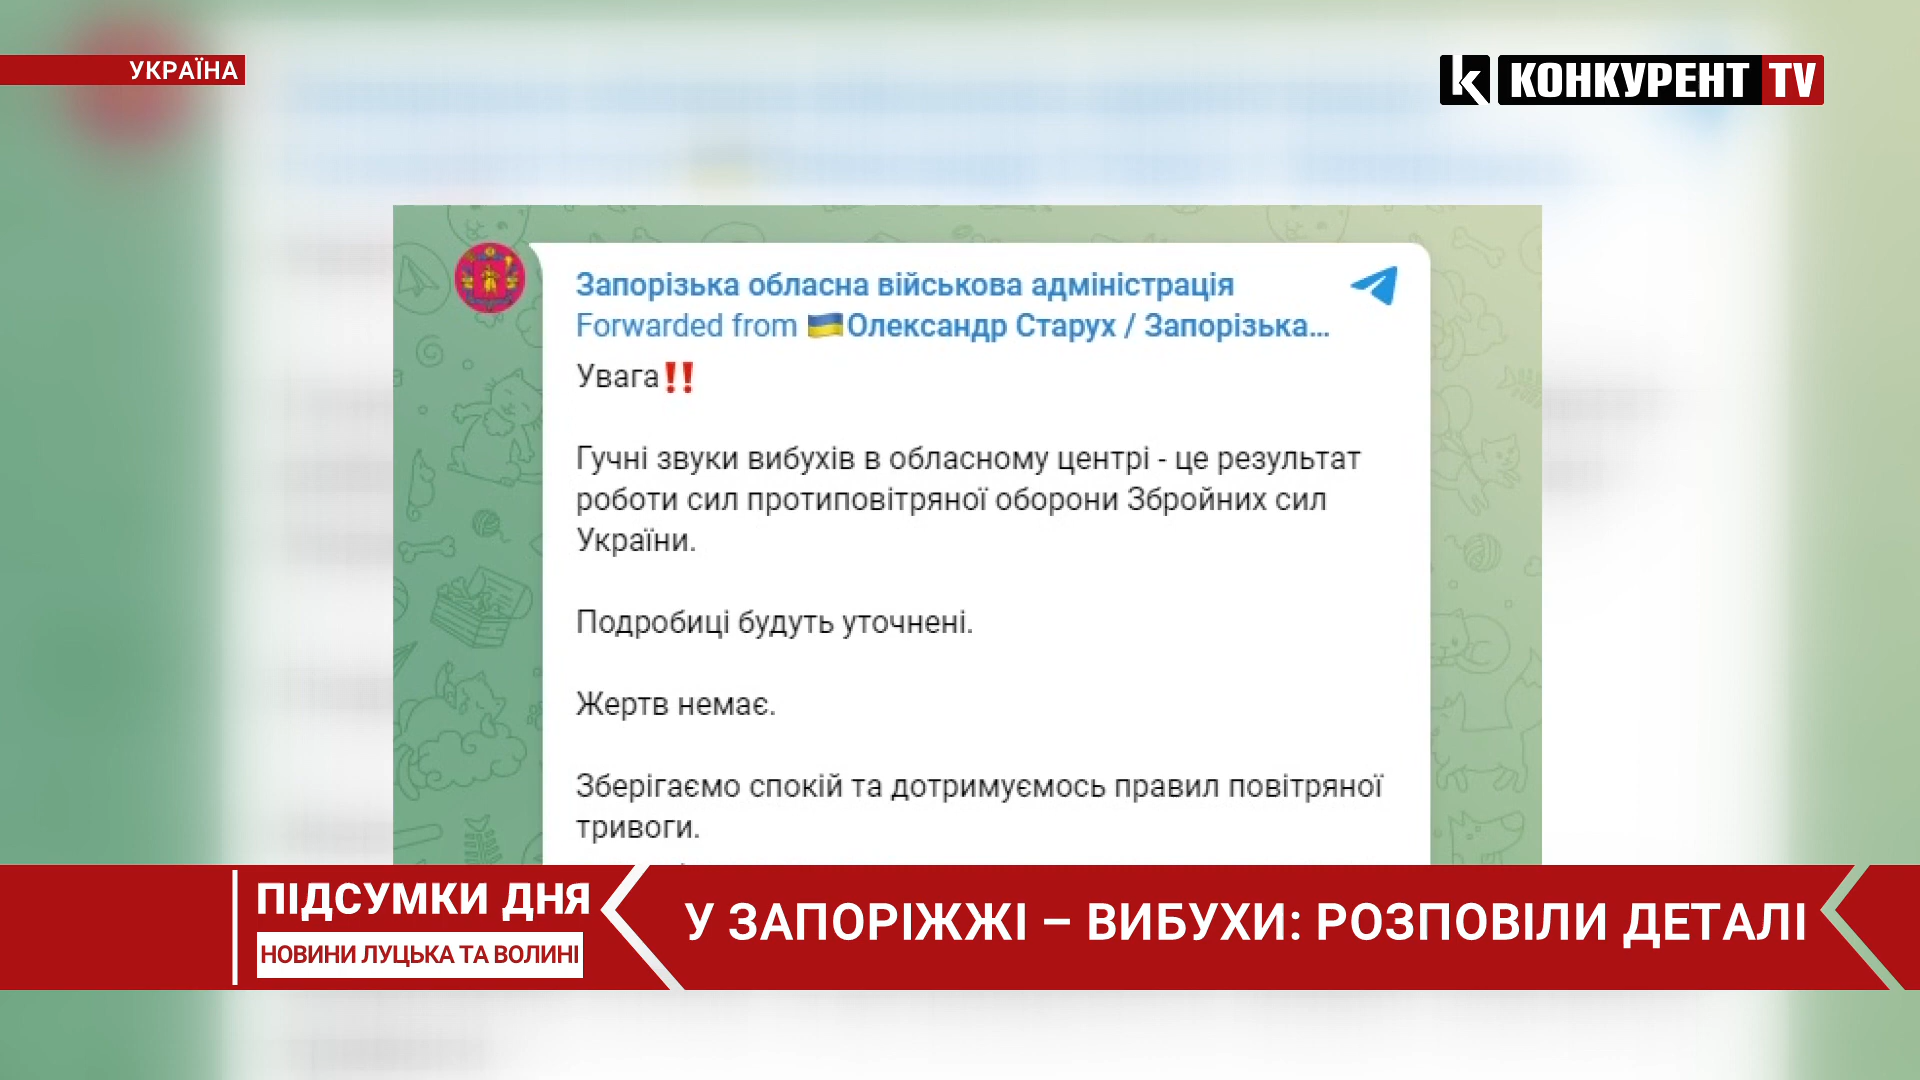 УКРАЇНА
k КОНКУРЕНТ TV
Запорізька обласна військова адміністрація
Forwarded from 🇺🇦Олександр Старух / Запорізька...
Увага‼️
Гучні звуки вибухів в обласному центрі - це результат
роботи сил протиповітряної оборони Збройних сил
України.
Подробиці будуть уточнені.
Жертв немає.
Зберігаємо спокій та дотримуємось правил повітряної
тривоги.
ПІДСУМКИ ДНЯ
НОВИНИ ЛУЦЬКА ТА ВОЛИНІ
У ЗАПОРІЖЖІ – ВИБУХИ: РОЗПОВІЛИ ДЕТАЛІ